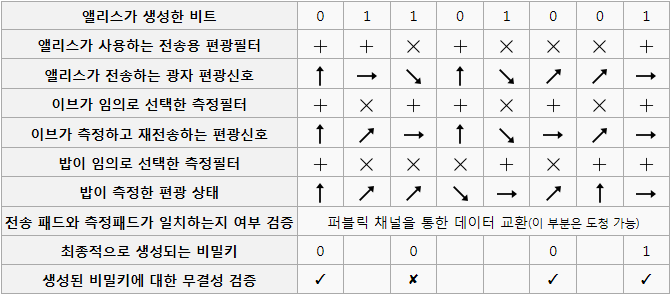 앨리스가 생성한 비트 0 1 1 0 1 0 0 1
앨리스가 사용하는 전송용 편광필터 + + × + × × × +
앨리스가 전송하는 광자 편광신호 ↑ → ↘ ↑ ↘ ↗ ↗ →
이브가 임의로 선택한 측정필터 + × + + × + × +
이브가 측정하고 재전송하는 편광신호 ↑ ↗ → ↑ ↘ → ↗ →
밥이 임의로 선택한 측정필터 + × × × + × + +
밥이 측정한 편광 상태 ↑ ↗ ↗ ↘ → ↗ ↑ →
전송 패드와 측정패드가 일치하는지 여부 검증 퍼블릭 채널을 통한 데이터 교환(이 부분은 도청 가능)
최종적으로 생성되는 비밀키 0 0 0 1
생성된 비밀키에 대한 무결성 검증 ✓ ✘ ✓ ✓